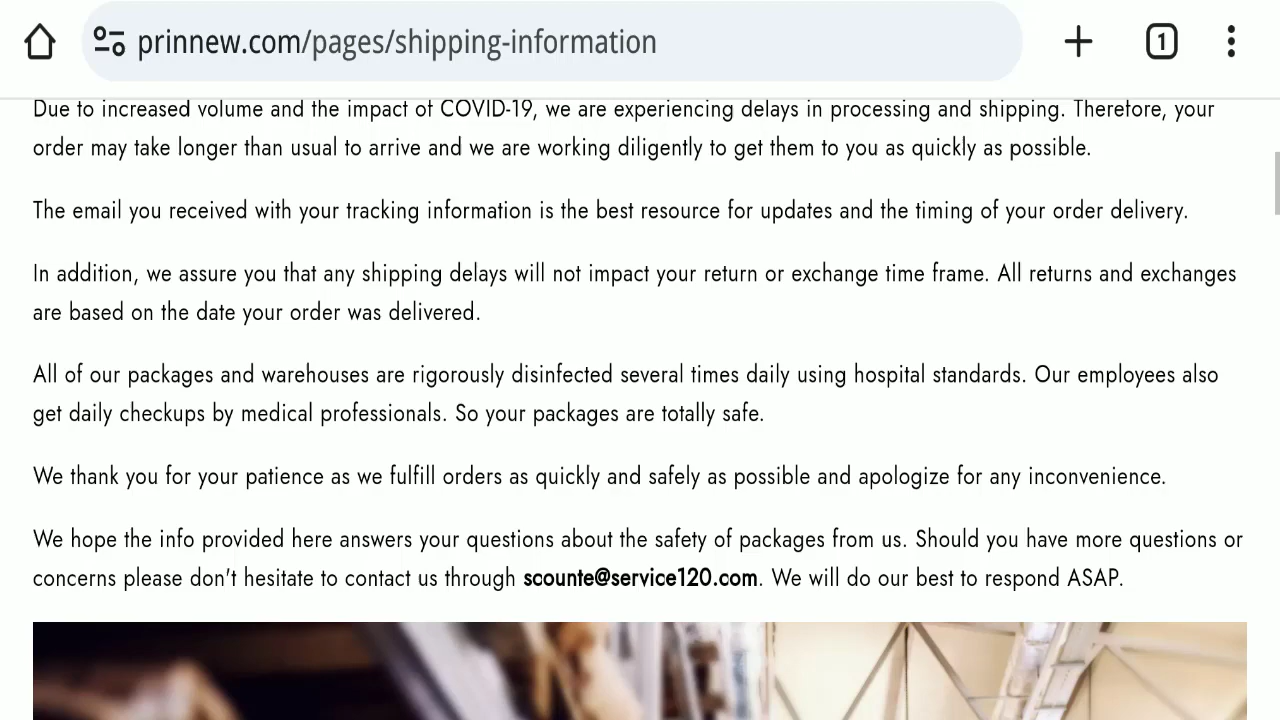 prinnew.com/pages/shipping-information
1
Due to increased volume and the impact of COVID-19, we are experiencing delays in processing and shipping. Therefore, your
order may take longer than usual to arrive and we are working diligently to get them to you as quickly as possible.
The email you received with your tracking information is the best resource for updates and the timing of your order delivery.
In addition, we assure you that any shipping delays will not impact your return or exchange time frame. All returns and exchanges
are based on the date your order was delivered.
All of our packages and warehouses are rigorously disinfected several times daily using hospital standards. Our employees also
get daily checkups by medical professionals. So your packages are totally safe.
We thank you for your patience as we fulfill orders as quickly and safely as possible and apologize for any inconvenience.
We hope the info provided here answers your questions about the safety of packages from us. Should you have more questions or
concerns please don't hesitate to contact us through scounte@service120.com. We will do our best to respond ASAP.